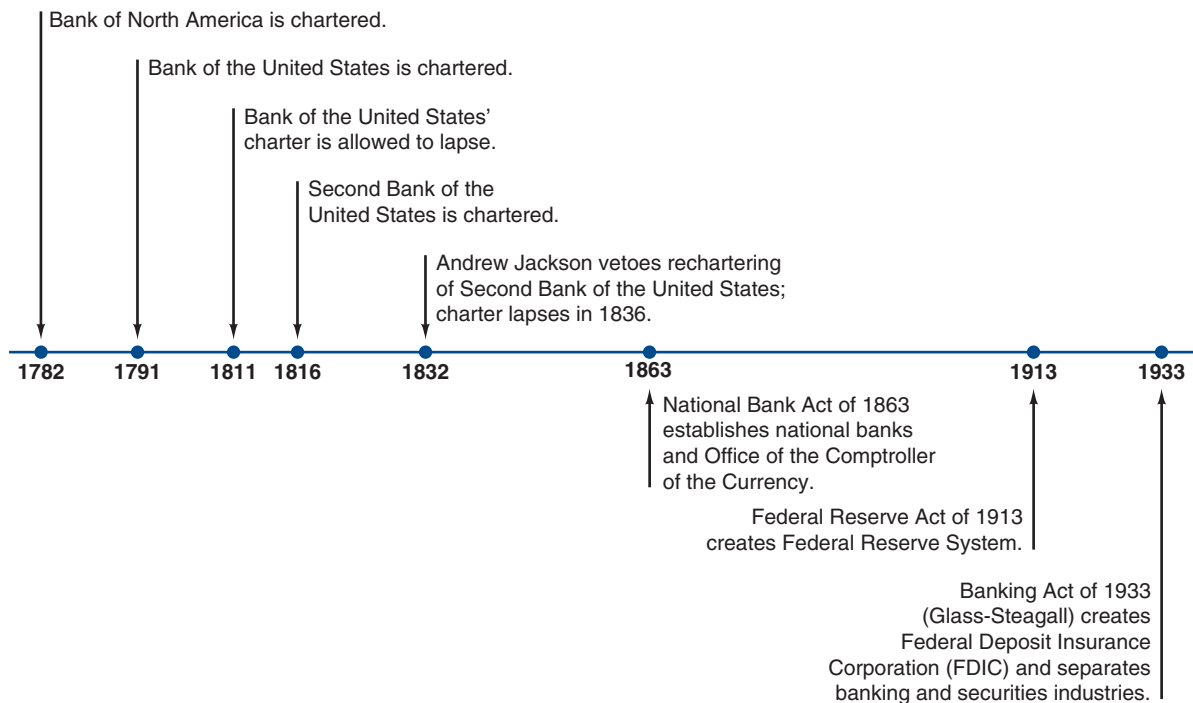 Bank of North America is chartered.
Bank of the United States is chartered.
Bank of the United States’
charter is allowed to lapse.
Second Bank of the
United States is chartered.
Andrew Jackson vetoes rechartering
of Second Bank of the United States;
charter lapses in 1836.
1782 1791 1811 1816 1832 1863 1913 1933
National Bank Act of 1863
establishes national banks
and Office of the Comptroller
of the Currency.
Federal Reserve Act of 1913
creates Federal Reserve System.
Banking Act of 1933
(Glass-Steagall) creates
Federal Deposit Insurance
Corporation (FDIC) and separates
banking and securities industries.